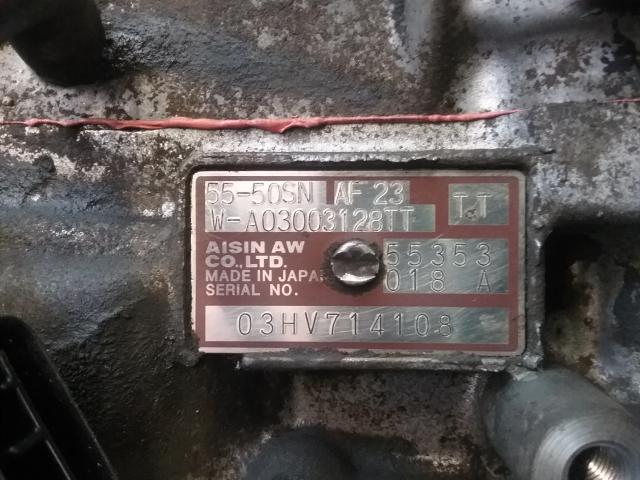 55-50SN AF 23
W-A03003128TT
T.T
AISIN AW
CO., LTD.
MADE IN JAPAN
SERIAL NO.
55353
018 A
03HV714108